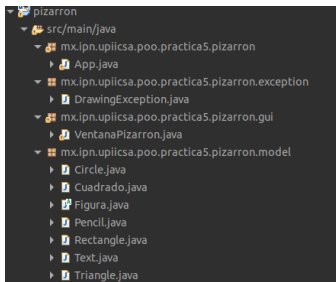 pizarron
src/main/java
mx.ipn.upiicsa.poo.practica5.pizarron
App.java
mx.ipn.upiicsa.poo.practica5.pizarron.exception
DrawingException.java
mx.ipn.upiicsa.poo.practica5.pizarron.gui
VentanaPizarron.java
mx.ipn.upiicsa.poo.practica5.pizarron.model
Circle.java
Cuadrado.java
Figura.java
Pencil.java
Rectangle.java
Text.java
Triangle.java